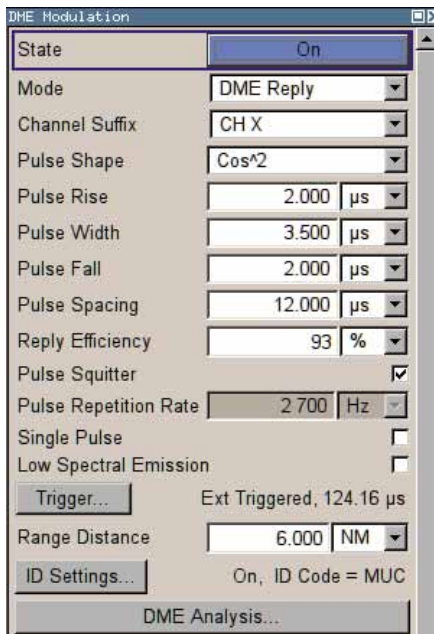 DME Modulation
State On
Mode DME Reply
Channel Suffix CH X
Pulse Shape Cos^2
Pulse Rise 2.000 µs
Pulse Width 3.500 µs
Pulse Fall 2.000 µs
Pulse Spacing 12.000 µs
Reply Efficiency 93 %
Pulse Squitter
Pulse Repetition Rate 2 700 Hz
Single Pulse
Low Spectral Emission
Trigger... Ext Triggered, 124.16 µs
Range Distance 6.000 NM
ID Settings... On, ID Code = MUC
DME Analysis...